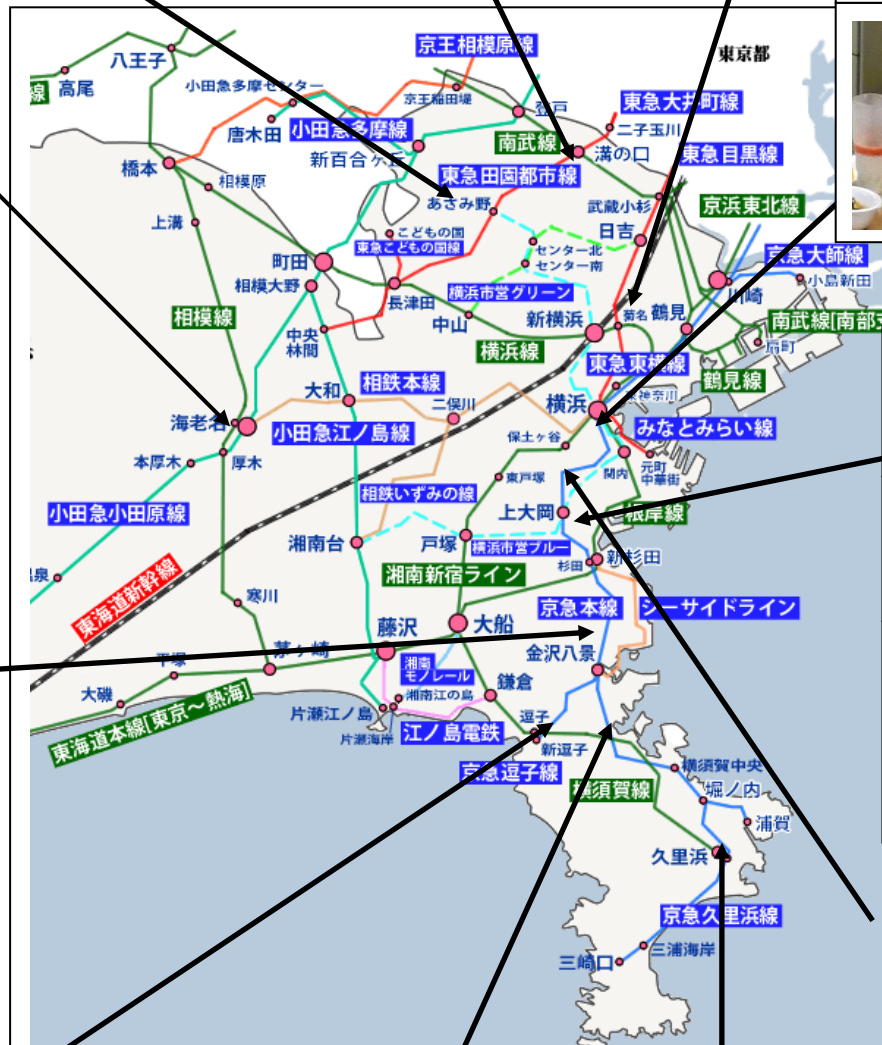 東京都
京王相模原線
八王子
高尾
線
小田急多摩センター
京王稲田堤
登戸
東急大井町線
唐木田
小田急多摩線
南武線
二子玉川
新百合ヶ丘
溝の口
東急目黒線
橋本
相模原
東急田園都市線
あざみ野
武蔵小杉
京浜東北線
上溝
こどもの国
東急こどもの国線
日吉
センター北
センター南
京急大師線
町田
小島新田
相模大野
長津田
横浜市営グリーン
川崎
相模線
中山
新横浜
菊名
鶴見
南武線[南部支
中央
林間
横浜線
扇町
東急東横線
鶴見線
大和
相鉄本線
二俣川
横浜
東神奈川
海老名
小田急江ノ島線
みなとみらい線
保土ヶ谷
本厚木
厚木
東戸塚
関内
元町
中華街
小田急小田原線
相鉄いずみの線
上大岡
根岸線
湘南台
戸塚
横浜市営ブルー
杉田
新杉田
東海道新幹線
湘南新宿ライン
寒川
京急本線
シーサイドライン
藤沢
大船
茅ヶ崎
金沢八景
平塚
湘南
モノレール
鎌倉
大磯
湘南江の島
片瀬江ノ島
逗子
東海道本線[東京～熱海]
江ノ島電鉄
片瀬海岸
新逗子
京急逗子線
横須賀線
横須賀中央
堀ノ内
浦賀
久里浜
京急久里浜線
三浦海岸
三崎口